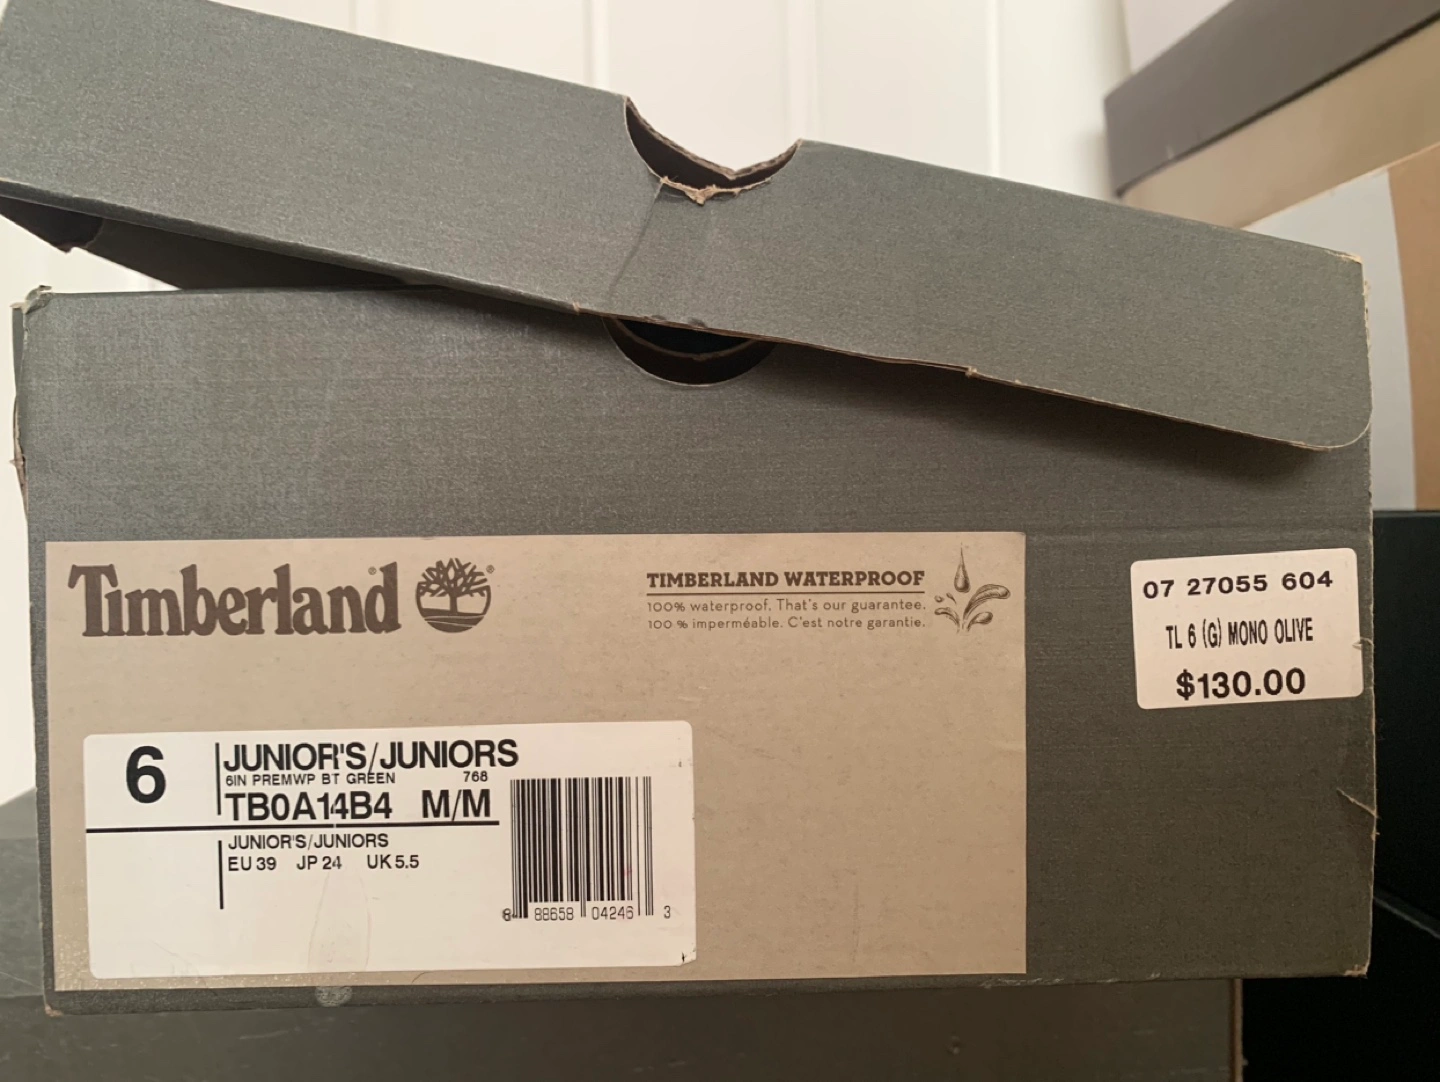 Timberland®
®
TIMBERLAND WATERPROOF
100% waterproof. That's our guarantee.
100 % imperméable. C'est notre garantie.
07 27055 604
TL 6 (G) MONO OLIVE
$130.00
6
JUNIOR'S/JUNIORS
6IN PREMWP BT GREEN 768
TB0A14B4 M/M
JUNIOR'S/JUNIORS
EU 39 JP 24 UK 5.5
8 88658 04246 3